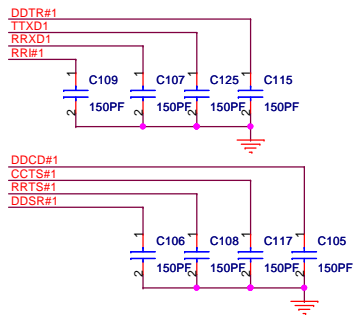 DDTR#1
TTXD1
RRXD1
RRI#1
1 1 1 1
C109 C107 C125 C115
150PF 150PF 150PF 150PF
2 2 2 2
DDCD#1
CCTS#1
RRTS#1
DDSR#1
1 1 1 1
C106 C108 C117 C105
150PF 150PF 150PF 150PF
2 2 2 2